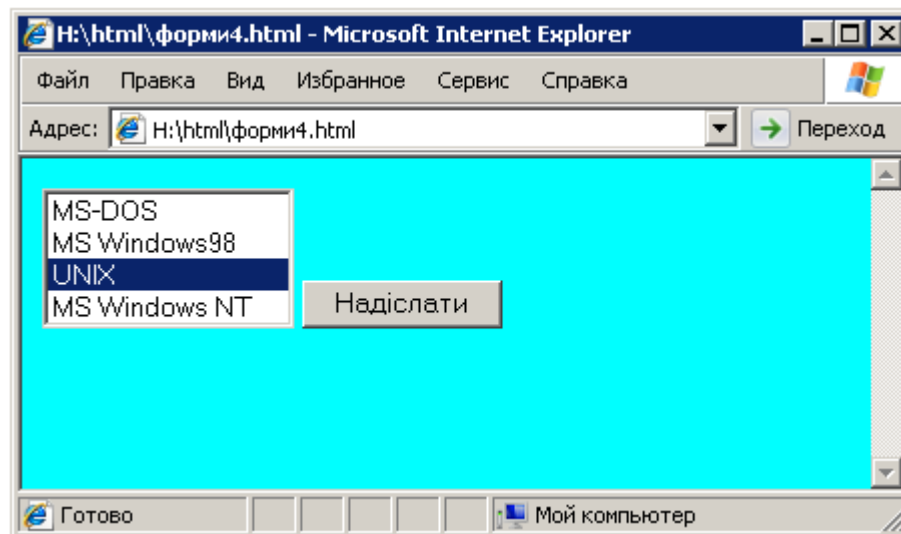 H:\html\форми4.html - Microsoft Internet Explorer
Файл Правка Вид Избранное Сервис Справка
Адрес: H:\html\форми4.html Переход
MS-DOS
MS Windows98
UNIX
MS Windows NT
Надіслати
Готово Мой компьютер